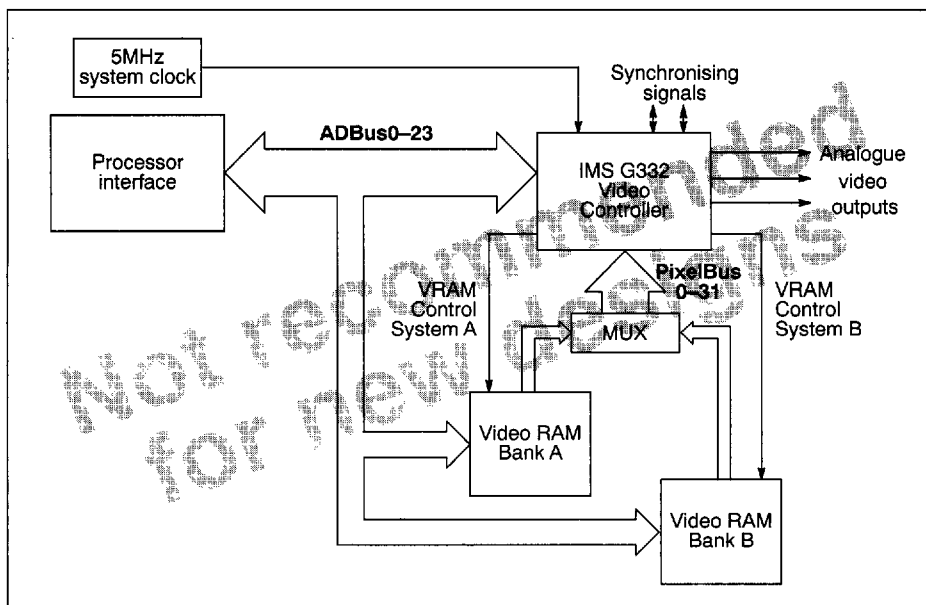 5MHz
system clock
Synchronising
signals
ADBus0–23
Processor
interface
IMS G332
Video
Controller
Analogue
video
outputs
PixelBus
0–31
VRAM
Control
System A
VRAM
Control
System B
MUX
Video RAM
Bank A
Video RAM
Bank B
Not recommended
for new designs